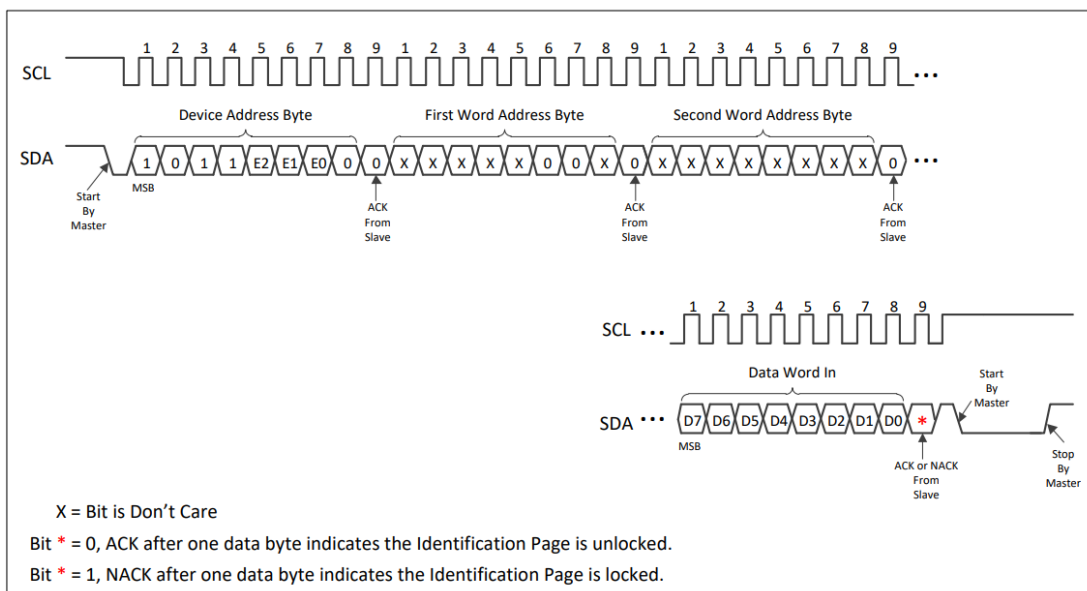 1 2 3 4 5 6 7 8 9 1 2 3 4 5 6 7 8 9 1 2 3 4 5 6 7 8 9
SCL ...
Device Address Byte First Word Address Byte Second Word Address Byte
SDA 1 0 1 1 E2 E1 E0 0 0 X X X X X 0 0 X 0 X X X X X X X X 0 ...
MSB
Start
By
Master
ACK
From
Slave
ACK
From
Slave
ACK
From
Slave
1 2 3 4 5 6 7 8 9
SCL ...
Data Word In
Start
By
Master
SDA ... D7 D6 D5 D4 D3 D2 D1 D0 *
MSB
ACK or NACK
From
Slave
Stop
By
Master
X = Bit is Don’t Care
Bit * = 0, ACK after one data byte indicates the Identification Page is unlocked.
Bit * = 1, NACK after one data byte indicates the Identification Page is locked.